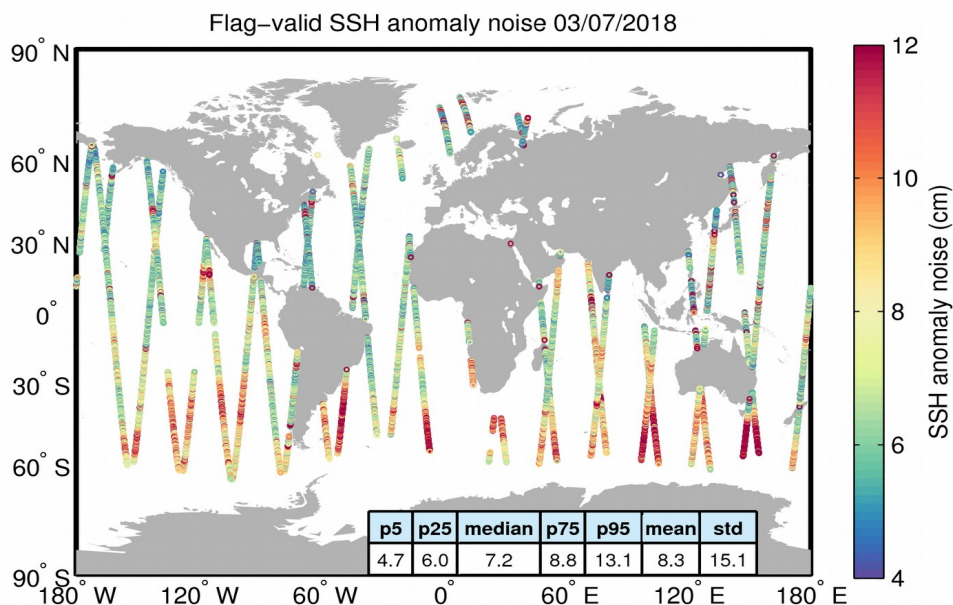 Flag−valid SSH anomaly noise 03/07/2018
90° N
60° N
30° N
0°
30° S
60° S
90° S
180° W
120° W
60° W
0°
60° E
120° E
180° E
p5 p25 median p75 p95 mean std
4.7 6.0 7.2 8.8 13.1 8.3 15.1
12
10
8
6
4
SSH anomaly noise (cm)